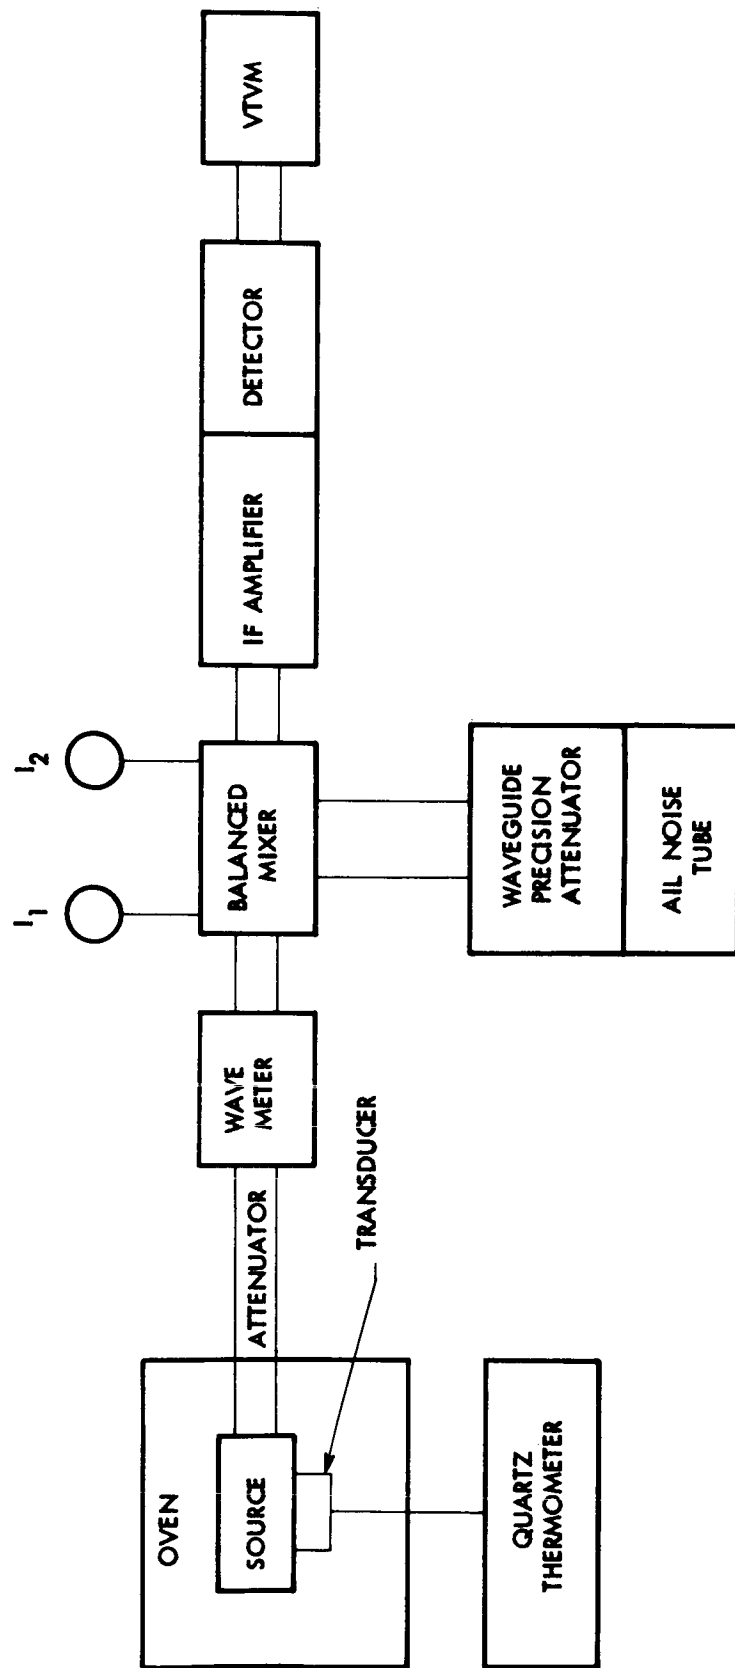 I1
I2
OVEN
SOURCE
ATTENUATOR
WAVE
METER
BALANCED
MIXER
IF AMPLIFIER
DETECTOR
VTVM
TRANSDUCER
QUARTZ
THERMOMETER
WAVEGUIDE
PRECISION
ATTENUATOR
AIL NOISE
TUBE